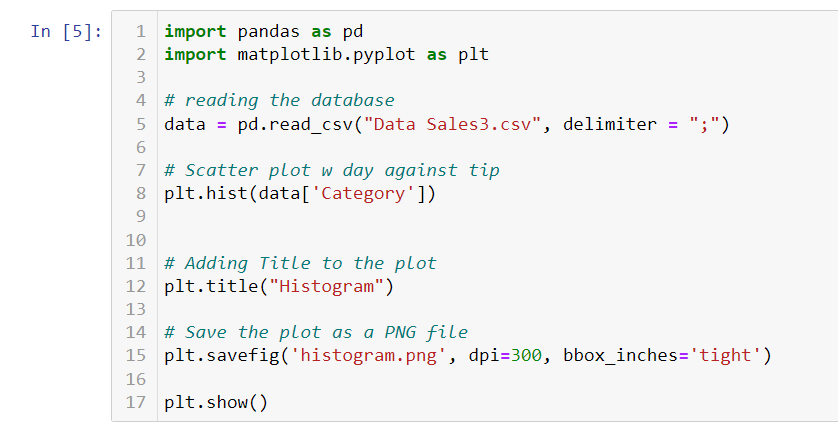 In [5]:
1 import pandas as pd
2 import matplotlib.pyplot as plt
3
4 # reading the database
5 data = pd.read_csv("Data Sales3.csv", delimiter = ";")
6
7 # Scatter plot w day against tip
8 plt.hist(data['Category'])
9
10
11 # Adding Title to the plot
12 plt.title("Histogram")
13
14 # Save the plot as a PNG file
15 plt.savefig('histogram.png', dpi=300, bbox_inches='tight')
16
17 plt.show()